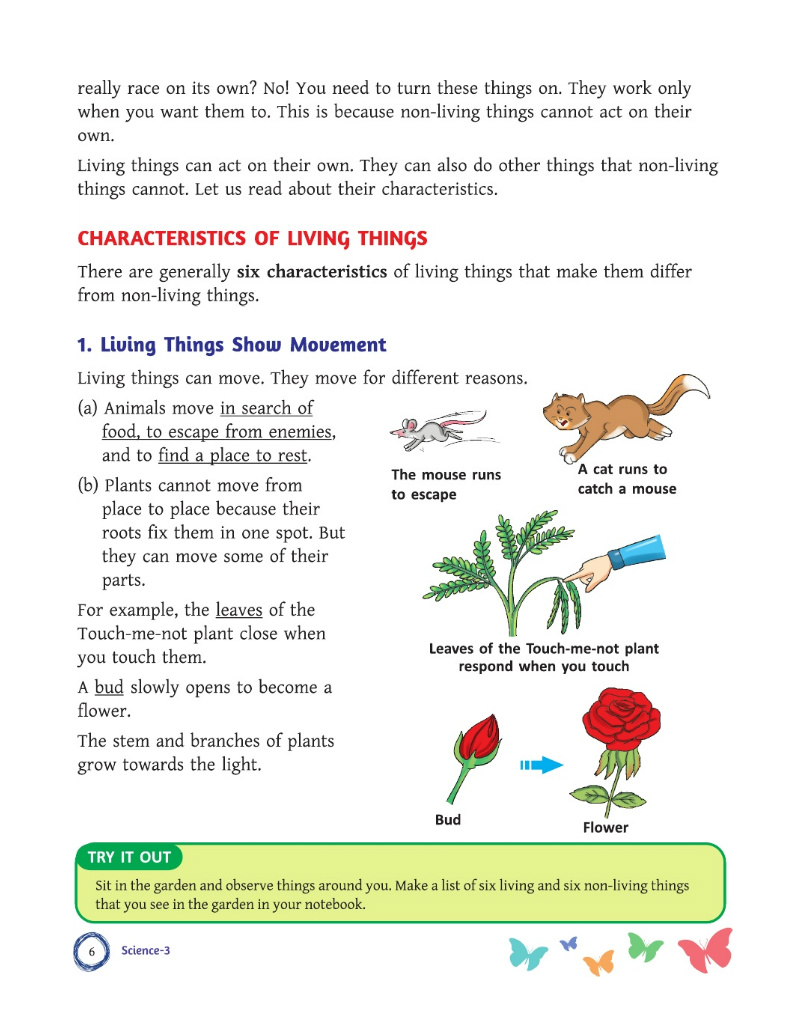 really race on its own? No! You need to turn these things on. They work only
when you want them to. This is because non-living things cannot act on their
own.
Living things can act on their own. They can also do other things that non-living
things cannot. Let us read about their characteristics.
CHARACTERISTICS OF LIVING THINGS
There are generally six characteristics of living things that make them differ
from non-living things.
1. Living Things Show Movement
Living things can move. They move for different reasons.
(a) Animals move in search of
food, to escape from enemies,
and to find a place to rest.
(b) Plants cannot move from
place to place because their
roots fix them in one spot. But
they can move some of their
parts.
For example, the leaves of the
Touch-me-not plant close when
you touch them.
A bud slowly opens to become a
flower.
The stem and branches of plants
grow towards the light.
The mouse runs
to escape
A cat runs to
catch a mouse
Leaves of the Touch-me-not plant
respond when you touch
Bud
Flower
TRY IT OUT
Sit in the garden and observe things around you. Make a list of six living and six non-living things
that you see in the garden in your notebook.
6
Science-3